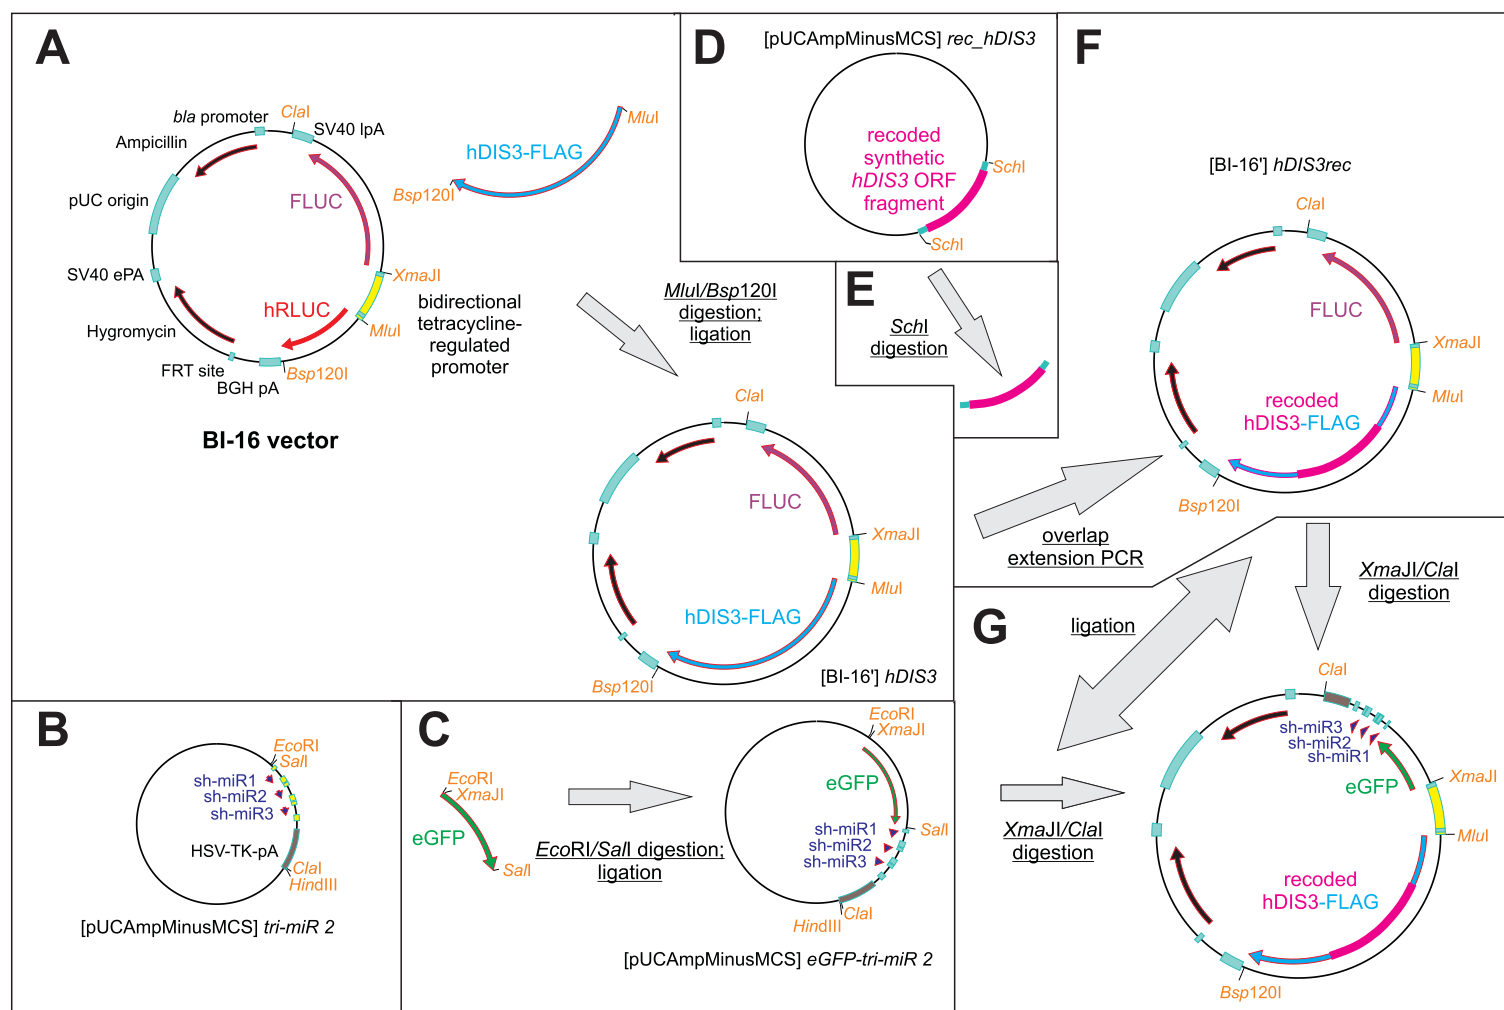 A
bla promoter
ClaI
SV40 lpA
Ampicillin
pUC origin
FLUC
SV40 ePA
XmaJI
hRLUC
Hygromycin
MluI
bidirectional
tetracycline-
regulated
promoter
FRT site
BGH pA
Bsp120I
BI-16 vector
MluI
hDIS3-FLAG
Bsp120I
MluI/Bsp120I
digestion;
ligation
ClaI
FLUC
XmaJI
MluI
hDIS3-FLAG
Bsp120I
[BI-16'] hDIS3
B
EcoRI
SalI
sh-miR1
sh-miR2
sh-miR3
HSV-TK-pA
ClaI
HindIII
[pUCAmpMinusMCS] tri-miR 2
C
EcoRI
XmaJI
eGFP
SalI
EcoRI/SalI digestion;
ligation
EcoRI
XmaJI
eGFP
sh-miR1
sh-miR2
sh-miR3
SalI
ClaI
HindIII
[pUCAmpMinusMCS] eGFP-tri-miR 2
D
[pUCAmpMinusMCS] rec_hDIS3
recoded
synthetic
hDIS3 ORF
fragment
SchI
SchI
E
SchI
digestion
overlap
extension PCR
F
[BI-16'] hDIS3rec
ClaI
FLUC
XmaJI
MluI
recoded
hDIS3-FLAG
Bsp120I
G
ligation
XmaJI/ClaI
digestion
XmaJI/ClaI
digestion
ClaI
sh-miR3
sh-miR2
sh-miR1
eGFP
XmaJI
MluI
recoded
hDIS3-FLAG
Bsp120I